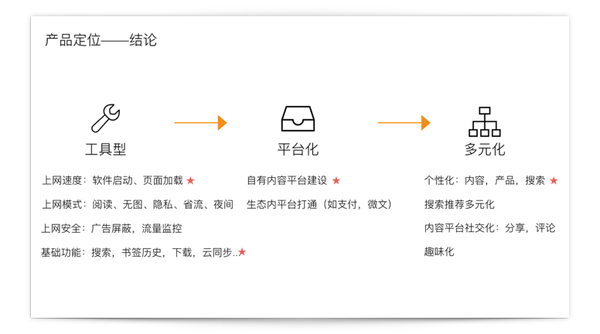 产品定位——结论
工具型
平台化
多元化
上网速度：软件启动、页面加载 ★
上网模式：阅读、无图、隐私、省流、夜间
上网安全：广告屏蔽，流量监控
基础功能：搜索，书签历史，下载，云同步..★
自有内容平台建设 ★
生态内平台打通（如支付，微文）
个性化：内容，产品，搜索 ★
搜索推荐多元化
内容平台社交化：分享，评论
趣味化